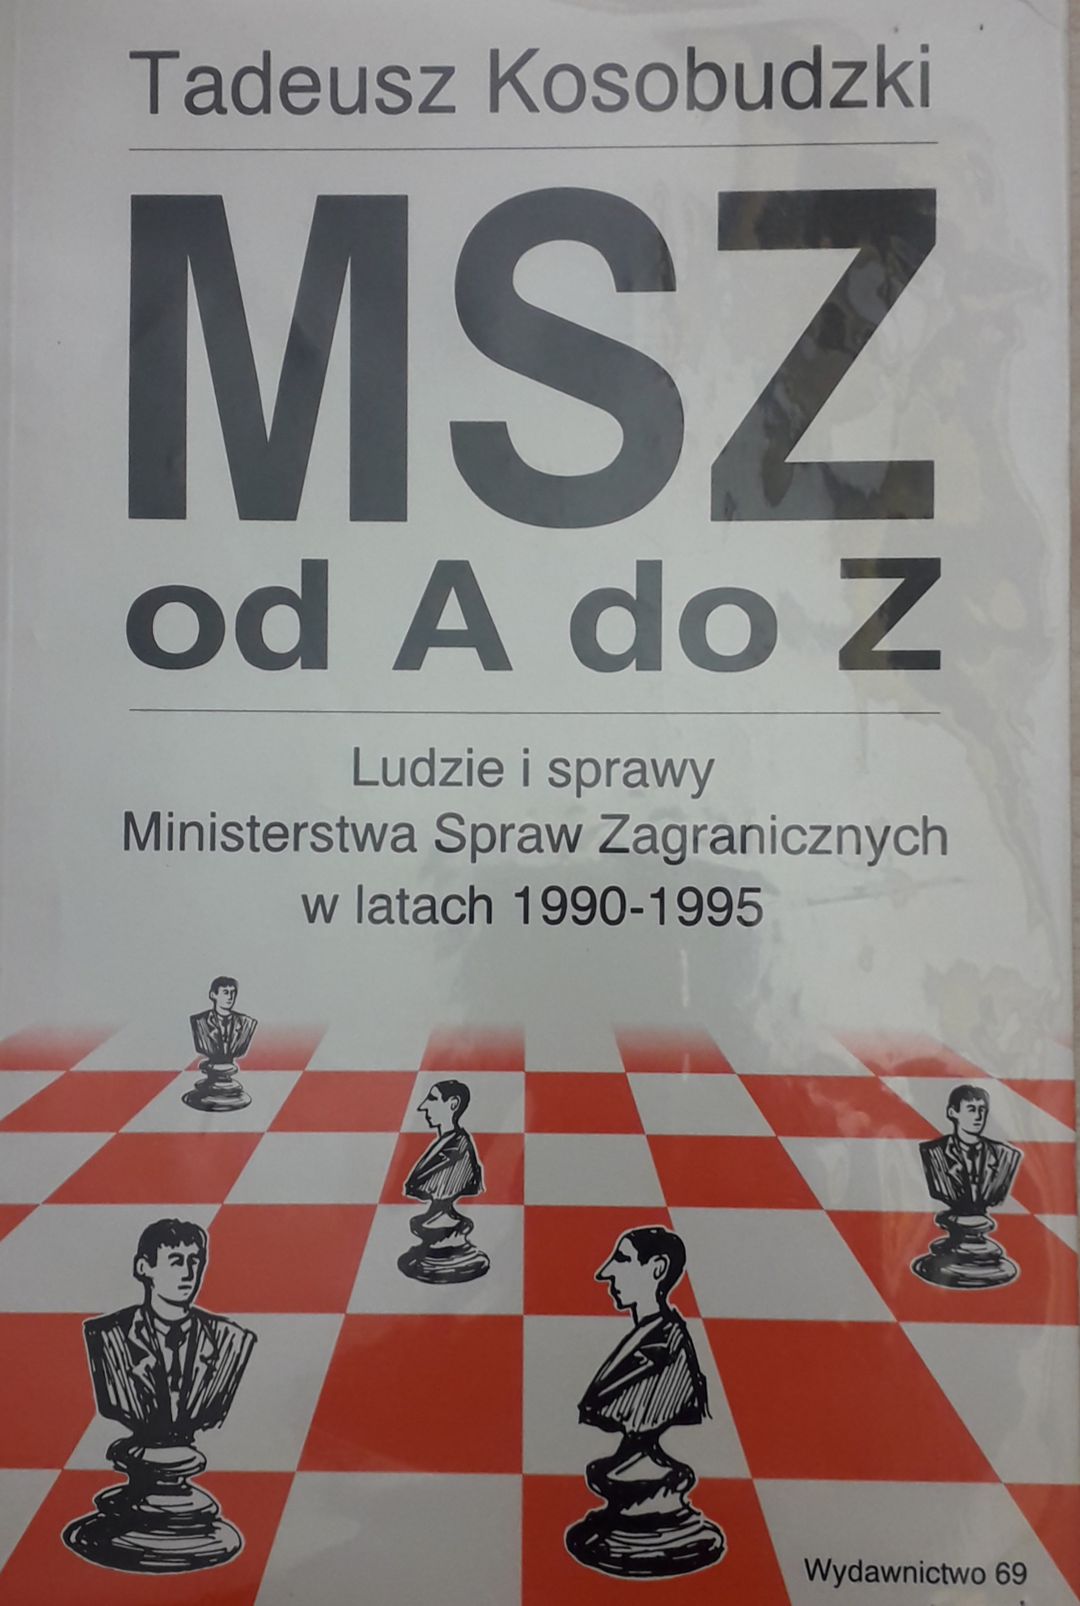 Tadeusz Kosobudzki
MSZ
od A do Z
Ludzie i sprawy
Ministerstwa Spraw Zagranicznych
w latach 1990-1995
Wydawnictwo 69